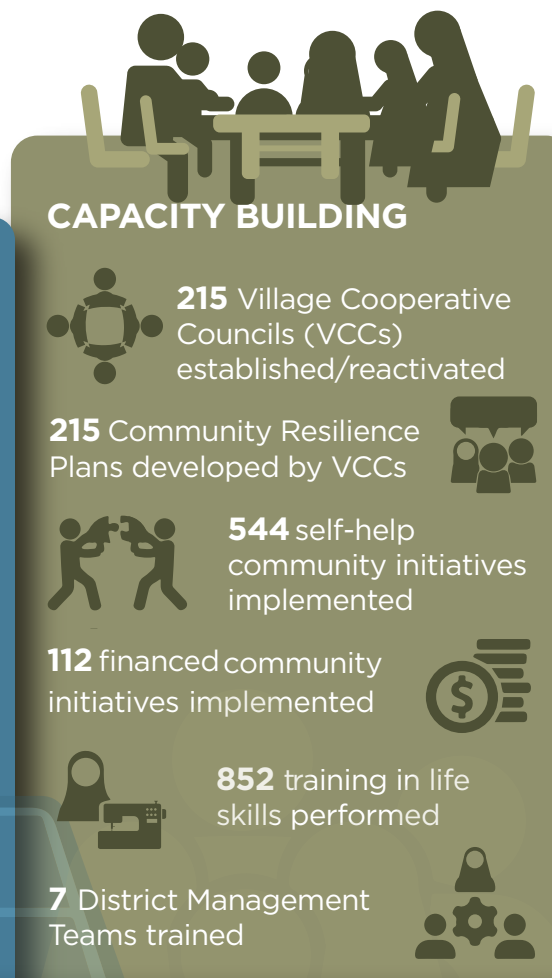 CAPACITY BUILDING
215 Village Cooperative
Councils (VCCs)
established/reactivated
215 Community Resilience
Plans developed by VCCs
544 self-help
community initiatives
implemented
112 financed community
initiatives implemented
$
852 training in life
skills performed
7 District Management
Teams trained